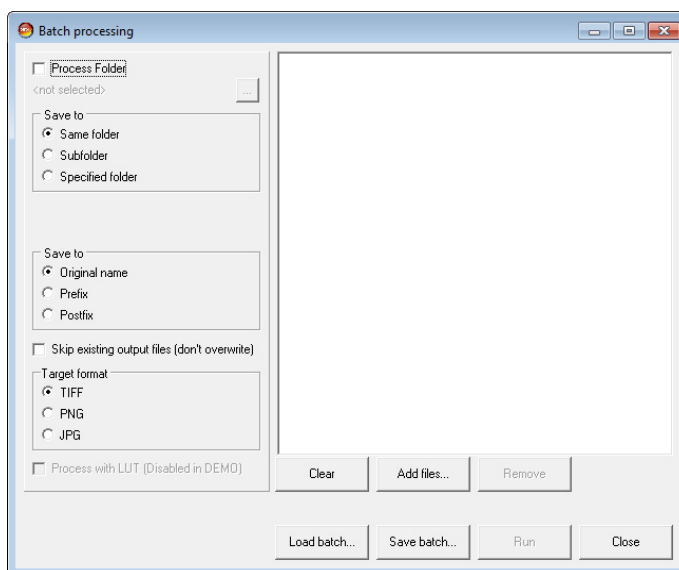 Batch processing
Process Folder
<not selected>
...
Save to
Same folder
Subfolder
Specified folder
Save to
Original name
Prefix
Postfix
Skip existing output files (don't overwrite)
Target format
TIFF
PNG
JPG
Process with LUT (Disabled in DEMO)
Clear
Add files...
Remove
Load batch...
Save batch...
Run
Close